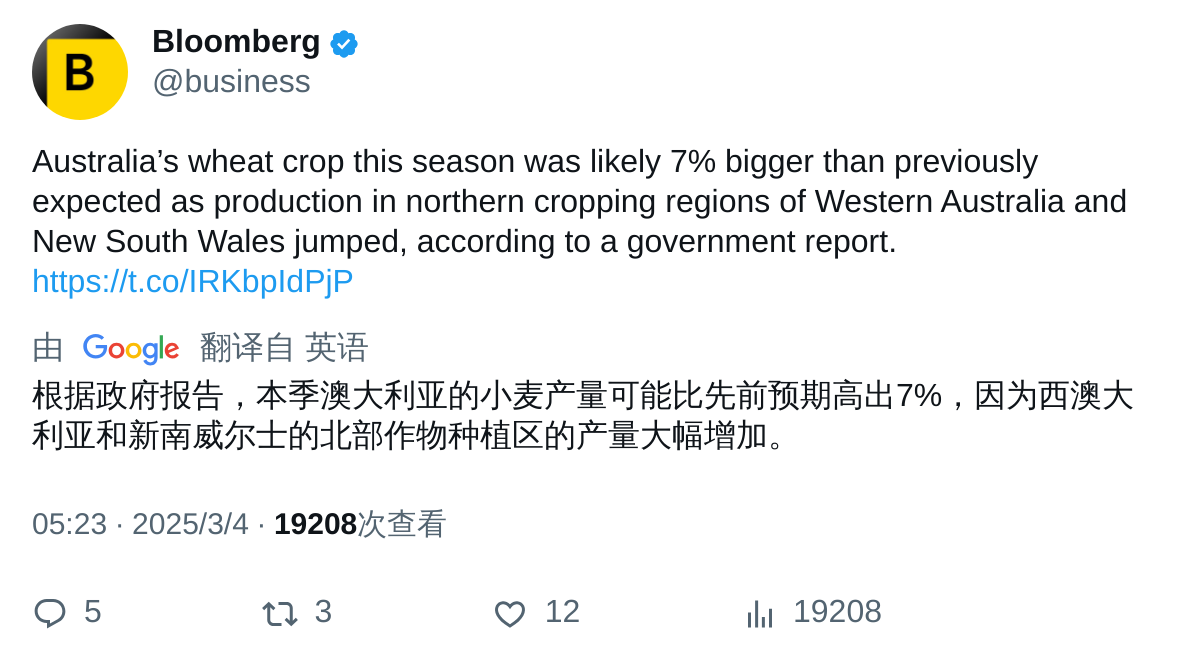 B
Bloomberg
@business
Australia’s wheat crop this season was likely 7% bigger than previously
expected as production in northern cropping regions of Western Australia and
New South Wales jumped, according to a government report.
https://t.co/IRKbpIdPjP
由 Google 翻译自 英语
根据政府报告，本季澳大利亚的小麦产量可能比先前预期高出7%，因为西澳大
利亚和新南威尔士的北部作物种植区的产量大幅增加。
05:23 · 2025/3/4 · 19208次查看
5 3 12 19208